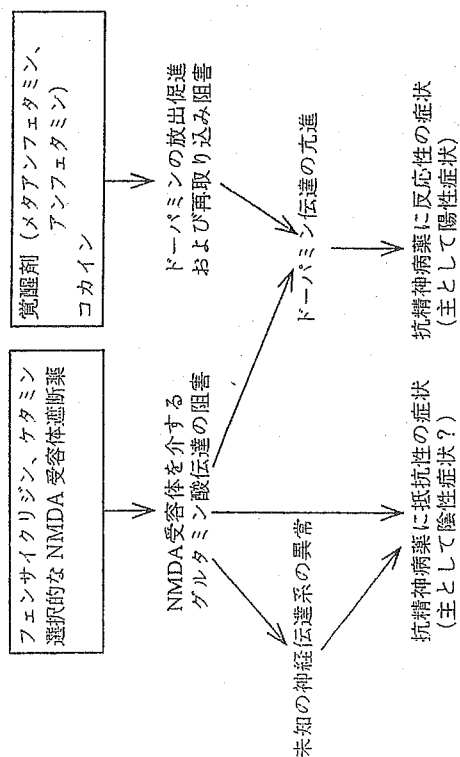 フェンサイクリジン、ケタミン
選択的な NMDA 受容体遮断薬
覚醒剤(メタアンフェタミン、
アンフェタミン)
コカイン
NMDA受容体を介する
グルタミン酸伝達の阻害
ドーパミンの放出促進
および再取り込み阻害
未知の神経伝達系の異常
ドーパミン伝達の亢進
抗精神病薬に抵抗性の症状
(主として陰性症状?)
抗精神病薬に反応性の症状
(主として陽性症状)